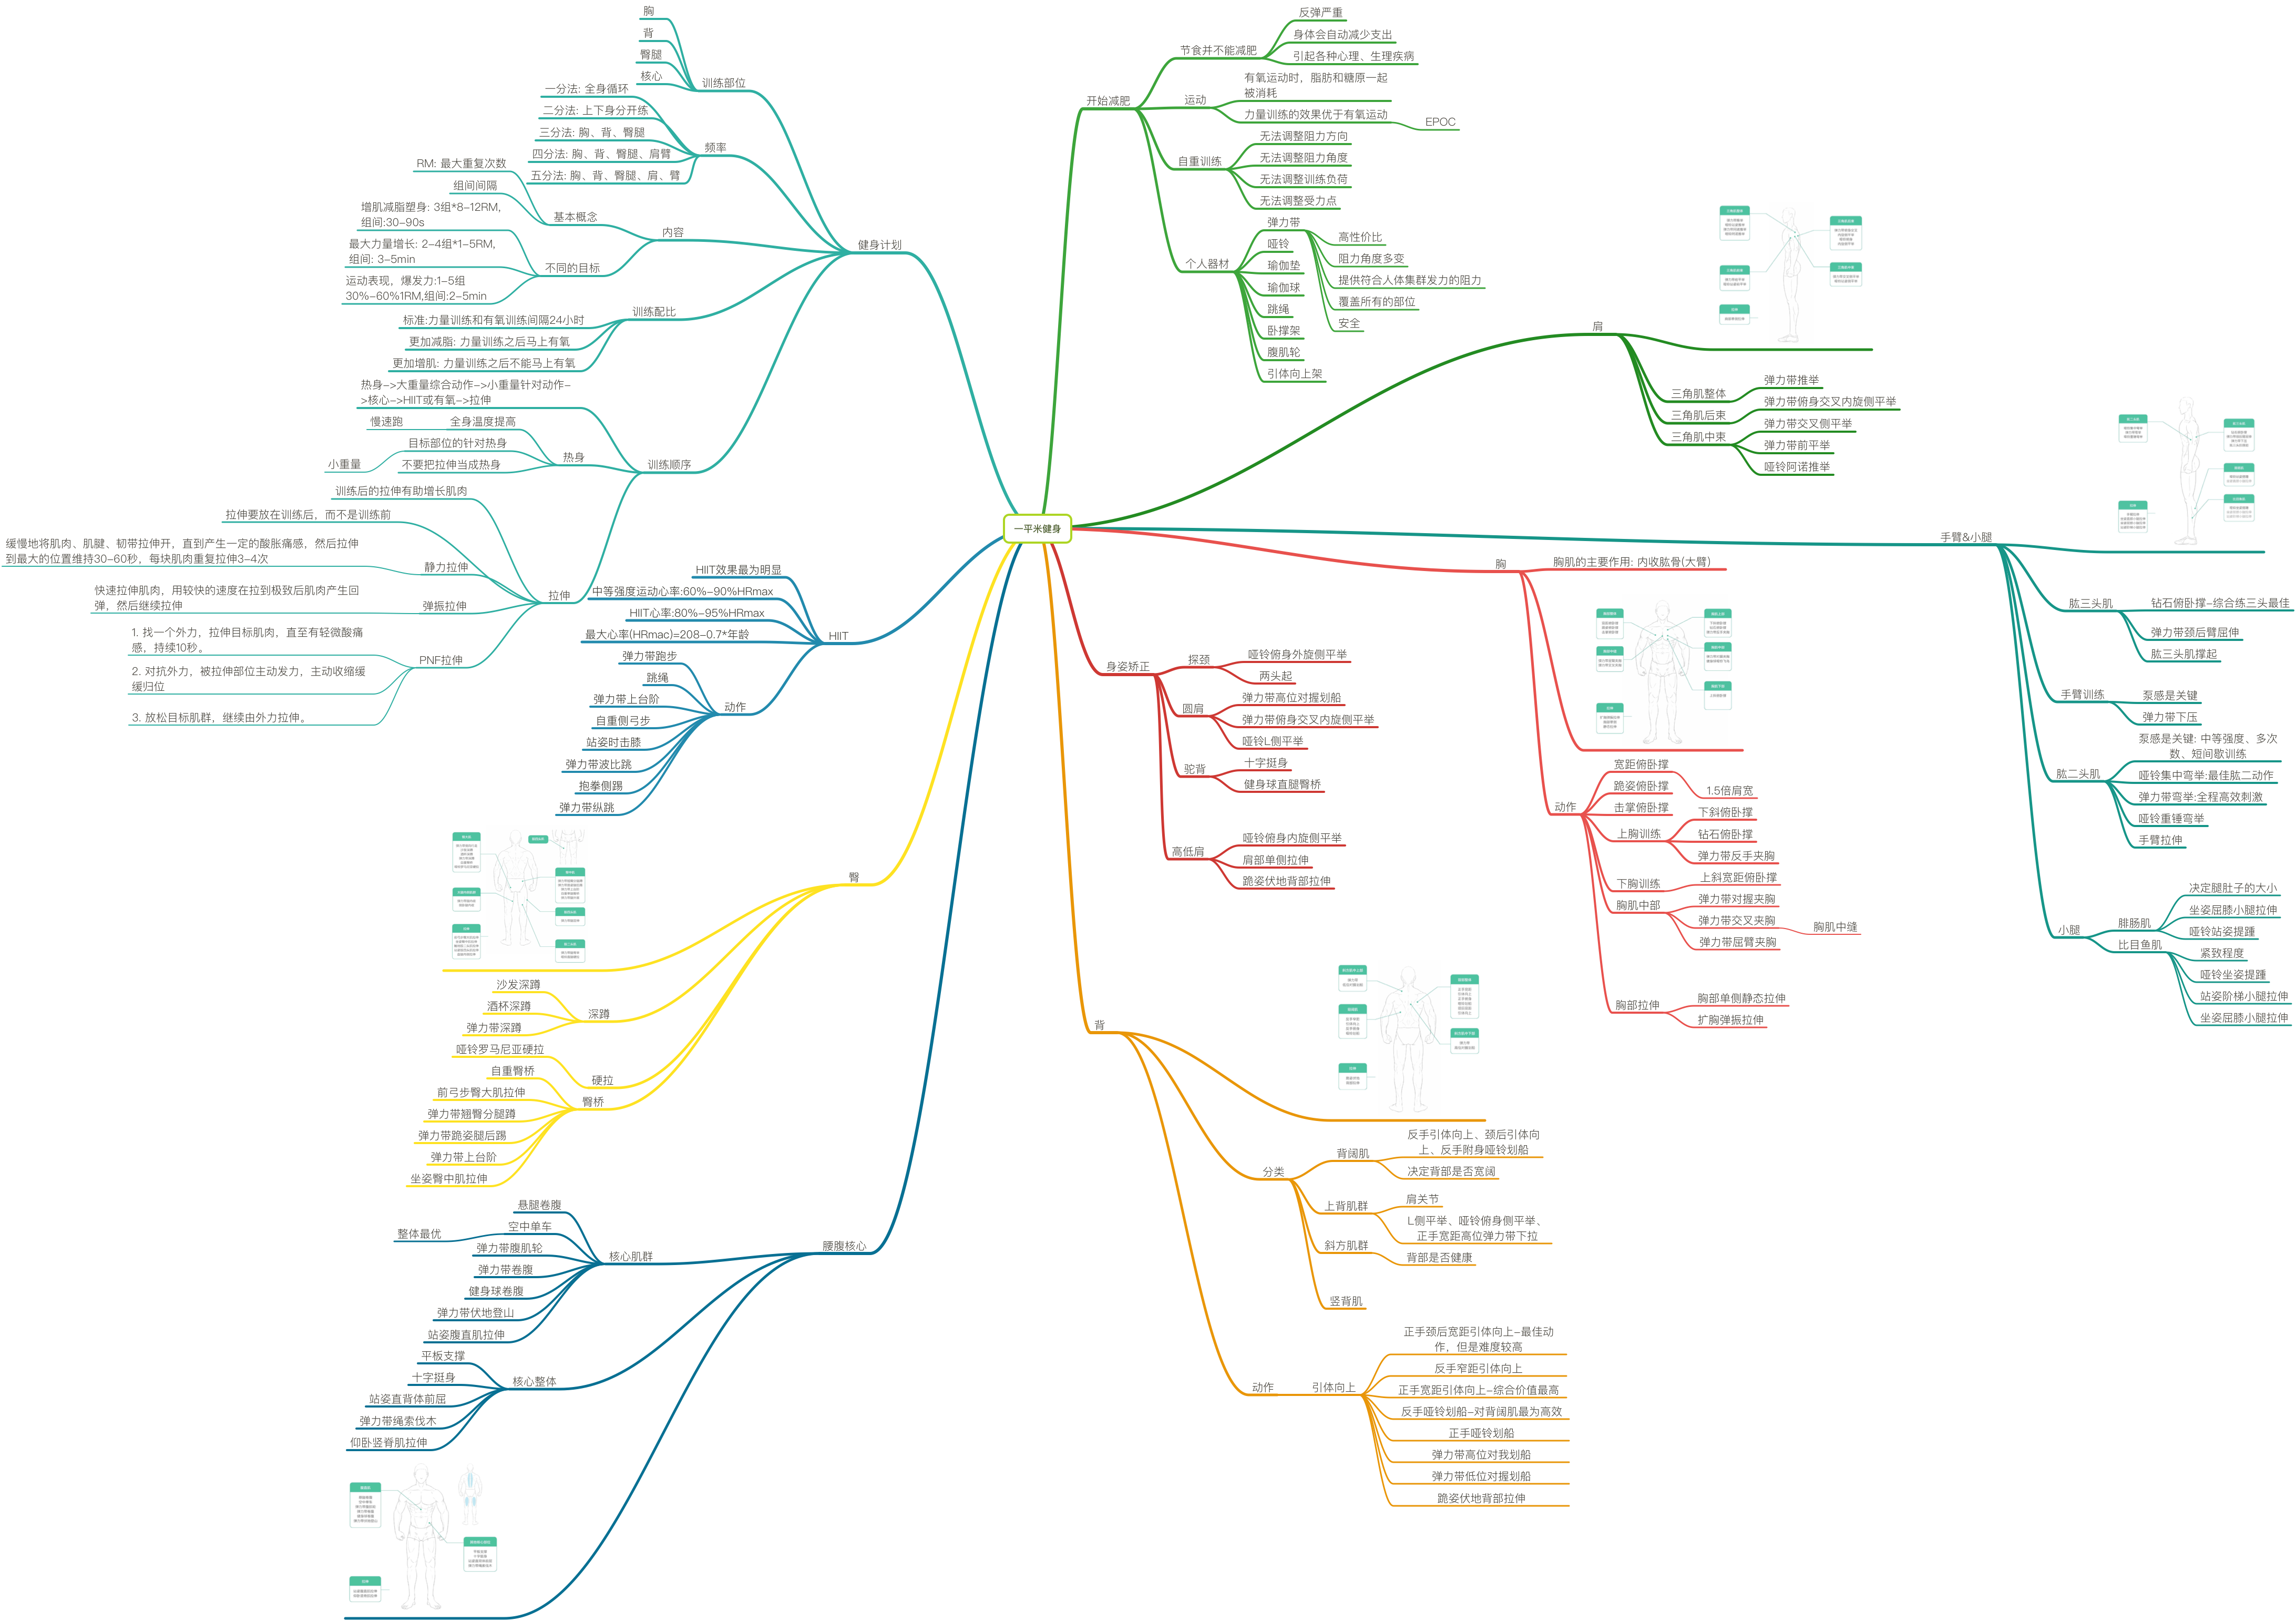 一平米健身
健身计划
训练部位
胸
背
臀腿
核心
频率
一分法: 全身循环
二分法: 上下身分开练
三分法: 胸、背、臀腿
四分法: 胸、背、臀腿、肩臂
五分法: 胸、背、臀腿、肩、臂
内容
基本概念
RM: 最大重复次数
组间间隔
不同的目标
增肌减脂塑身: 3组*8-12RM,
组间:30-90s
最大力量增长: 2-4组*1-5RM,
组间: 3-5min
运动表现，爆发力:1-5组
30%-60%1RM,组间:2-5min
训练配比
标准:力量训练和有氧训练间隔24小时
更加减脂: 力量训练之后马上有氧
更加增肌: 力量训练之后不能马上有氧
训练顺序
热身->大重量综合动作->小重量针对动作-
>核心->HIIT或有氧->拉伸
热身
全身温度提高
慢速跑
目标部位的针对热身
小重量
不要把拉伸当成热身
拉伸
训练后的拉伸有助增长肌肉
拉伸要放在训练后，而不是训练前
静力拉伸
缓慢地将肌肉、肌腱、韧带拉伸开，直到产生一定的酸胀痛感，然后拉伸
到最大的位置维持30-60秒，每块肌肉重复拉伸3-4次
弹振拉伸
快速拉伸肌肉，用较快的速度在拉到极致后肌肉产生回
弹，然后继续拉伸
PNF拉伸
1. 找一个外力，拉伸目标肌肉，直至有轻微酸痛
感，持续10秒。
2. 对抗外力，被拉伸部位主动发力，主动收缩缓
缓归位
3. 放松目标肌群，继续由外力拉伸。
HIIT
HIIT效果最为明显
中等强度运动心率:60%-90%HRmax
HIIT心率:80%-95%HRmax
最大心率(HRmac)=208-0.7*年龄
动作
弹力带跑步
跳绳
弹力带上台阶
自重侧弓步
站姿时击膝
弹力带波比跳
抱拳侧踢
弹力带纵跳
臀
深蹲
沙发深蹲
酒杯深蹲
弹力带深蹲
硬拉
哑铃罗马尼亚硬拉
臀桥
自重臀桥
前弓步臀大肌拉伸
弹力带翘臀分腿蹲
弹力带跪姿腿后踢
弹力带上台阶
坐姿臀中肌拉伸
腰腹核心
核心肌群
悬腿卷腹
空中单车
整体最优
弹力带腹肌轮
弹力带卷腹
健身球卷腹
弹力带伏地登山
站姿腹直肌拉伸
核心整体
平板支撑
十字挺身
站姿直背体前屈
弹力带绳索伐木
仰卧竖脊肌拉伸
开始减肥
节食并不能减肥
反弹严重
身体会自动减少支出
引起各种心理、生理疾病
运动
有氧运动时，脂肪和糖原一起
被消耗
力量训练的效果优于有氧运动
EPOC
自重训练
无法调整阻力方向
无法调整阻力角度
无法调整训练负荷
无法调整受力点
个人器材
弹力带
高性价比
阻力角度多变
提供符合人体集群发力的阻力
覆盖所有的部位
安全
哑铃
瑜伽垫
瑜伽球
跳绳
卧撑架
腹肌轮
引体向上架
肩
三角肌整体
弹力带推举
三角肌后束
弹力带俯身交叉内旋侧平举
三角肌中束
弹力带交叉侧平举
弹力带前平举
哑铃阿诺推举
手臂&小腿
肱三头肌
钻石俯卧撑-综合练三头最佳
弹力带颈后臂屈伸
肱三头肌撑起
手臂训练
泵感是关键
弹力带下压
肱二头肌
泵感是关键: 中等强度、多次
数、短间歇训练
哑铃集中弯举:最佳肱二动作
弹力带弯举:全程高效刺激
哑铃重锤弯举
手臂拉伸
小腿
腓肠肌
决定腿肚子的大小
坐姿屈膝小腿拉伸
哑铃站姿提踵
比目鱼肌
紧致程度
哑铃坐姿提踵
站姿阶梯小腿拉伸
坐姿屈膝小腿拉伸
胸
胸肌的主要作用: 内收肱骨(大臂)
动作
宽距俯卧撑
1.5倍肩宽
跪姿俯卧撑
击掌俯卧撑
上胸训练
下斜俯卧撑
钻石俯卧撑
弹力带反手夹胸
下胸训练
上斜宽距俯卧撑
胸肌中部
弹力带对握夹胸
弹力带交叉夹胸
胸肌中缝
弹力带屈臂夹胸
胸部拉伸
胸部单侧静态拉伸
扩胸弹振拉伸
身姿矫正
探颈
哑铃俯身外旋侧平举
两头起
圆肩
弹力带高位对握划船
弹力带俯身交叉内旋侧平举
哑铃L侧平举
驼背
十字挺身
健身球直腿臀桥
高低肩
哑铃俯身内旋侧平举
肩部单侧拉伸
跪姿伏地背部拉伸
背
分类
背阔肌
反手引体向上、颈后引体向
上、反手附身哑铃划船
决定背部是否宽阔
上背肌群
肩关节
L侧平举、哑铃俯身侧平举、
正手宽距高位弹力带下拉
斜方肌群
背部是否健康
竖背肌
动作
引体向上
正手颈后宽距引体向上-最佳动
作，但是难度较高
反手窄距引体向上
正手宽距引体向上-综合价值最高
反手哑铃划船-对背阔肌最为高效
正手哑铃划船
弹力带高位对我划船
弹力带低位对握划船
跪姿伏地背部拉伸